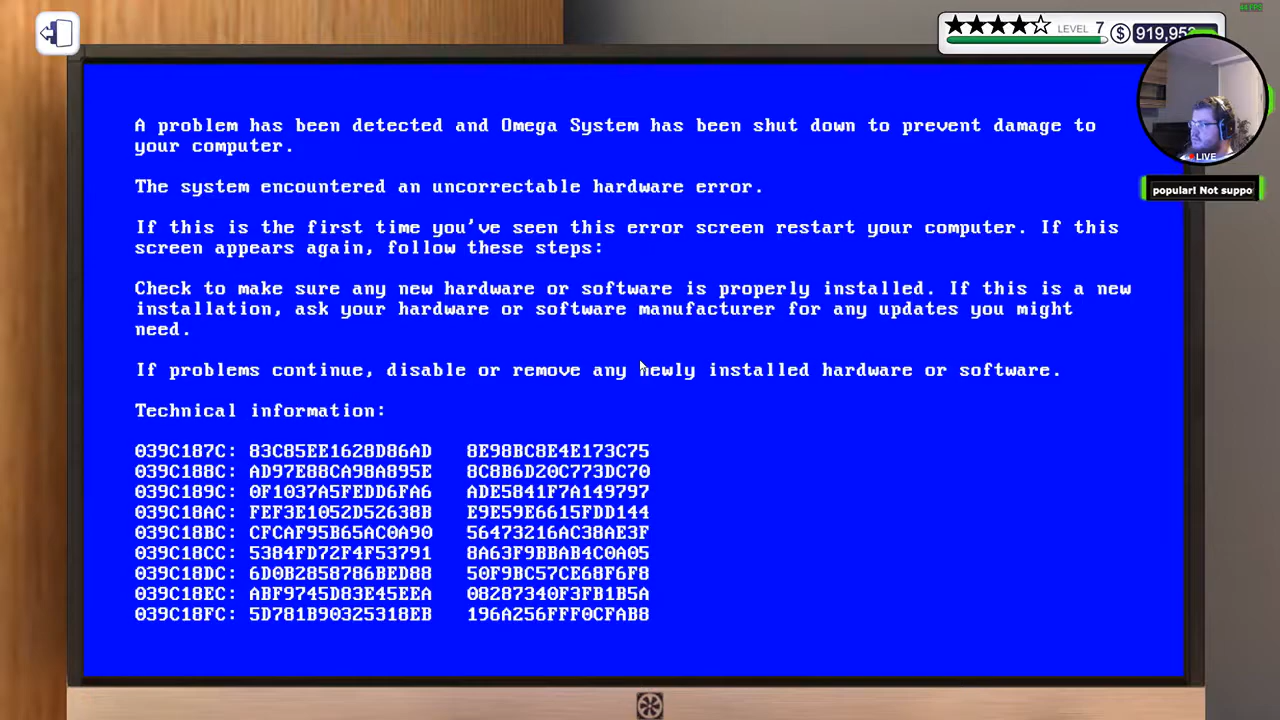 44 FPS
LEVEL 7
$ 919,95
A problem has been detected and Omega System has been shut down to prevent damage to
your computer.
The system encountered an uncorrectable hardware error.
If this is the first time you've seen this error screen restart your computer. If this
screen appears again, follow these steps:
Check to make sure any new hardware or software is properly installed. If this is a new
installation, ask your hardware or software manufacturer for any updates you might
need.
If problems continue, disable or remove any newly installed hardware or software.
Technical information:
039C187C: 83C85EE1628D86AD 8E98BC8E4E173C75
039C188C: AD97E88CA98A895E 8C8B6D20C773DC70
039C189C: 0F1037A5FEDD6FA6 ADE5841F7A149797
039C18AC: FEF3E1052D52638B E9E59E6615FDD144
039C18BC: CFCAF95B65AC0A90 56473216AC38AE3F
039C18CC: 5384FD72F4F53791 8A63F9BBAB4C0A05
039C18DC: 6D0B2858786BED88 50F9BC57CE68F6F8
039C18EC: ABF9745D83E45EEA 08287340F3FB1B5A
039C18FC: 5D781B90325318EB 196A256FFF0CFAB8
LIVE
popular! Not suppo